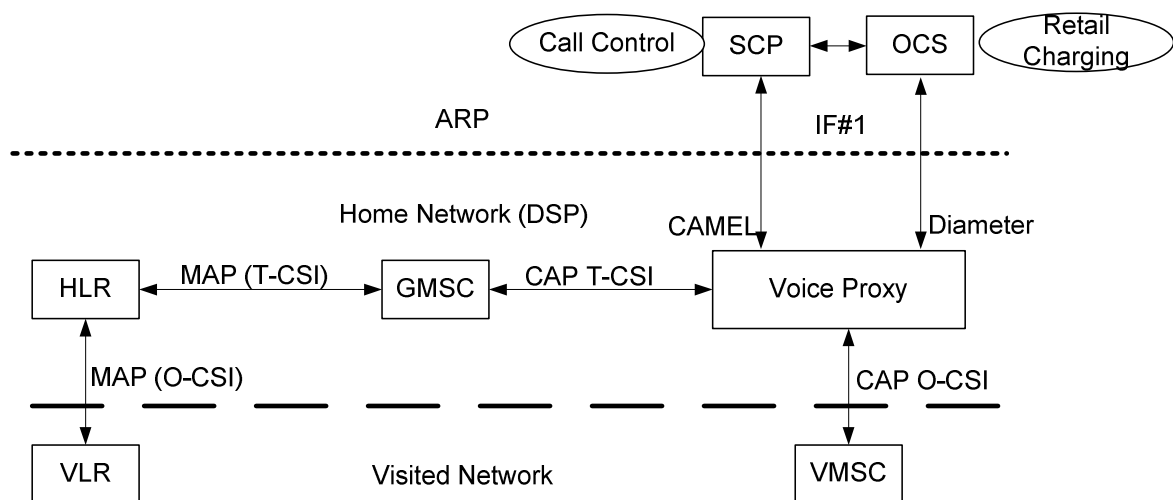 Call Control
SCP
OCS
Retail
Charging
ARP
IF#1
Home Network (DSP)
CAMEL
Diameter
HLR
MAP (T-CSI)
GMSC
CAP T-CSI
Voice Proxy
MAP (O-CSI)
CAP O-CSI
VLR
Visited Network
VMSC